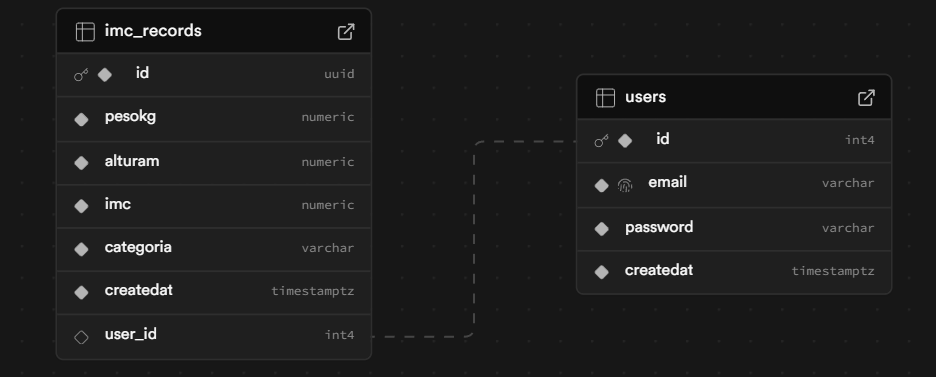 imc_records
id uuid
pesokg numeric
alturam numeric
imc numeric
categoria varchar
createdat timestamptz
user_id int4
users
id int4
email varchar
password varchar
createdat timestamptz